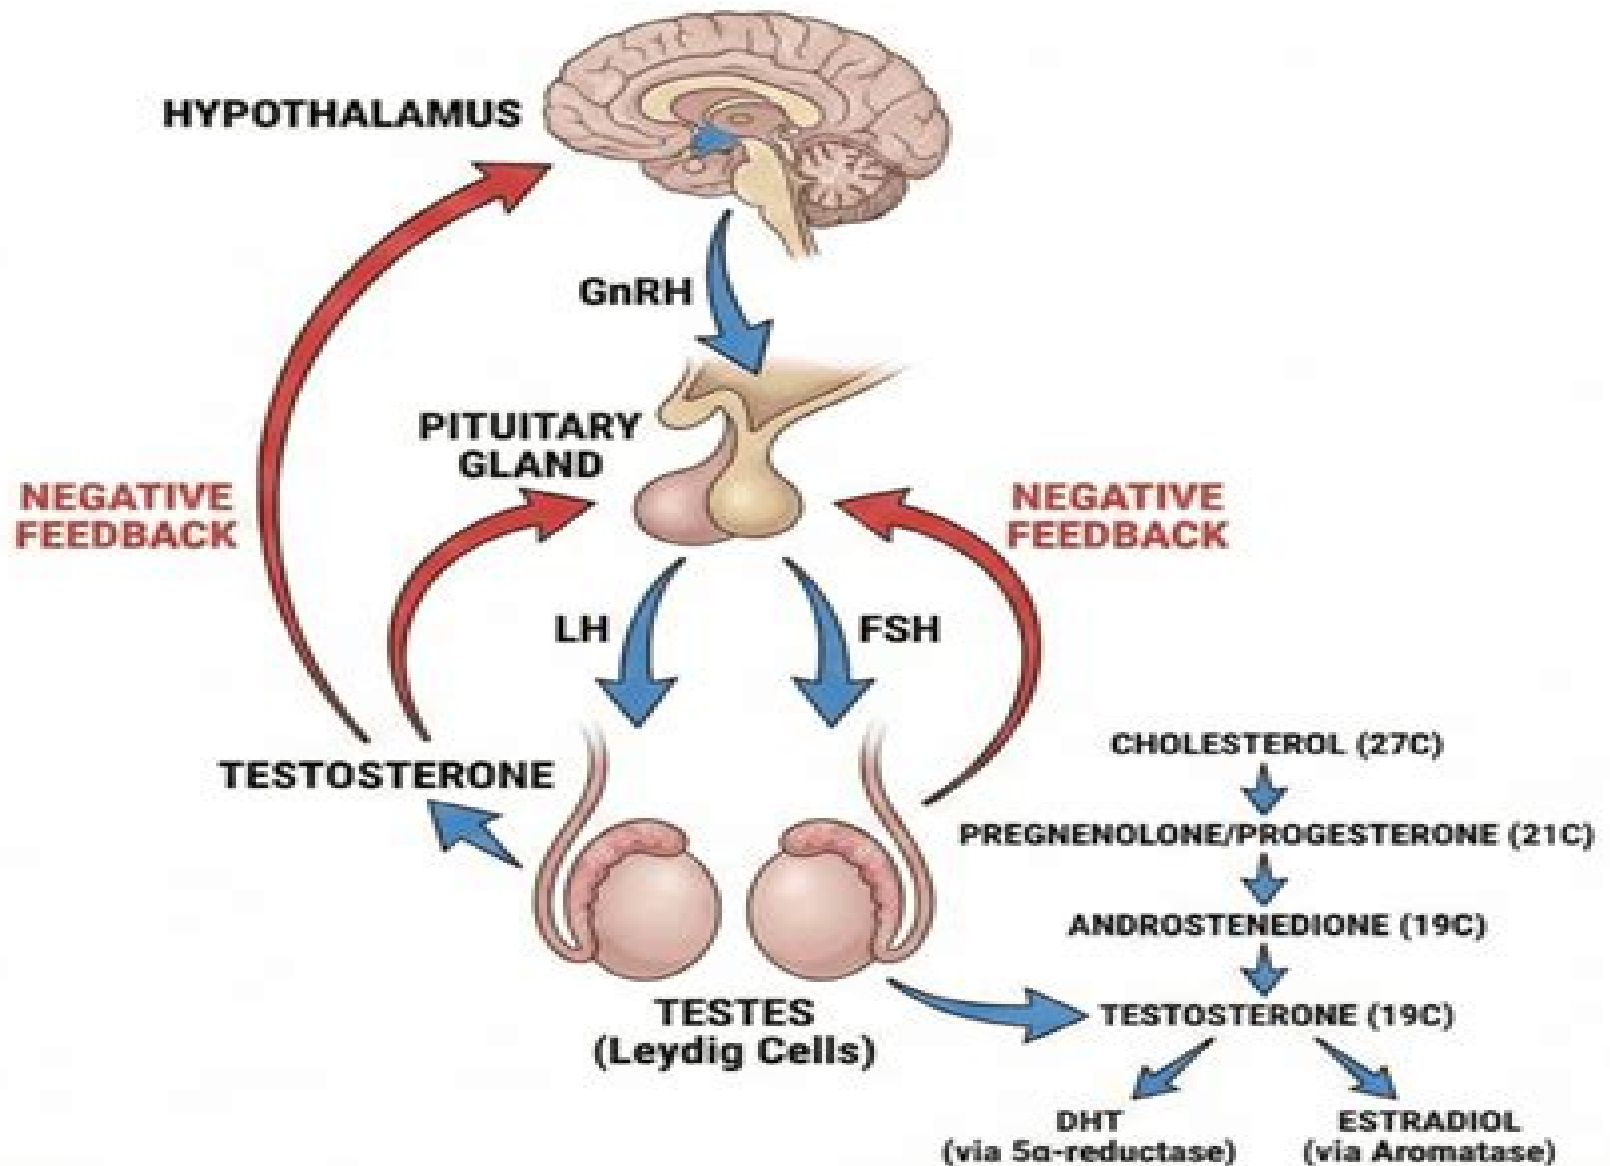 HYPOTHALAMUS
GnRH
PITUITARY
GLAND
NEGATIVE
FEEDBACK
NEGATIVE
FEEDBACK
LH
FSH
TESTOSTERONE
TESTES
(Leydig Cells)
CHOLESTEROL (27C)
PREGNENOLONE/PROGESTERONE (21C)
ANDROSTENEDIONE (19C)
TESTOSTERONE (19C)
DHT
(via 5α-reductase)
ESTRADIOL
(via Aromatase)